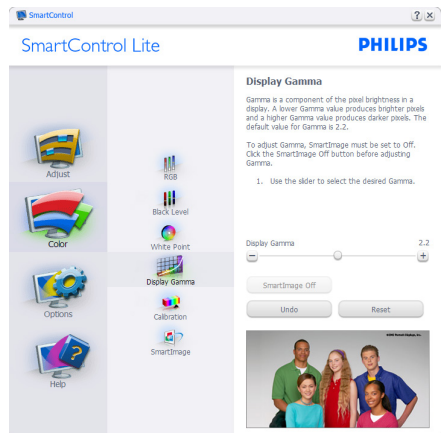 SmartControl
? X
SmartControl Lite
PHILIPS
Adjust
Color
Options
Help
RGB
Black Level
White Point
Display Gamma
Calibration
SmartImage
Display Gamma
Gamma is a component of the pixel brightness in a
display. A lower Gamma value produces brighter pixels
and a higher Gamma value produces darker pixels. The
default value for Gamma is 2.2.
To adjust Gamma, SmartImage must be set to Off.
Click the SmartImage Off button before adjusting
Gamma.
1. Use the slider to select the desired Gamma.
Display Gamma 2.2
SmartImage Off
Undo Reset